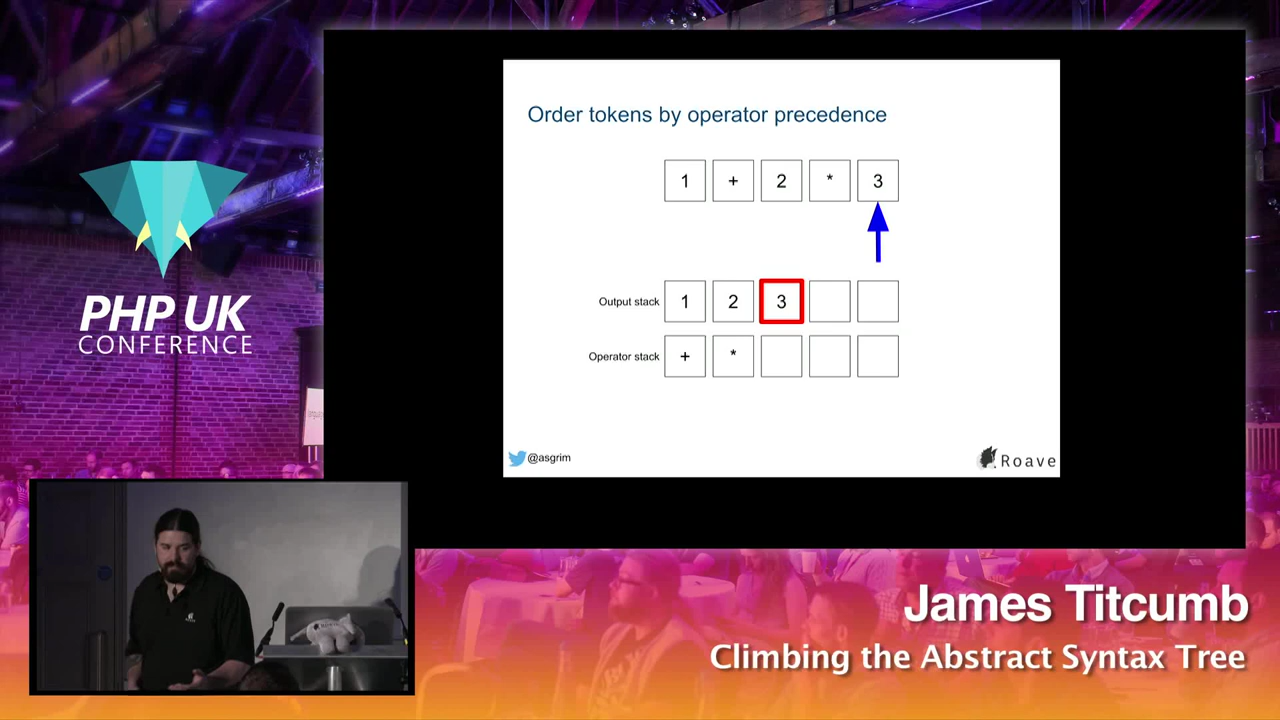 Order tokens by operator precedence
1 + 2 * 3
Output stack 1 2 3
Operator stack + *
@asgrim
Roave
PHP UK
CONFERENCE
James Titcumb
Climbing the Abstract Syntax Tree